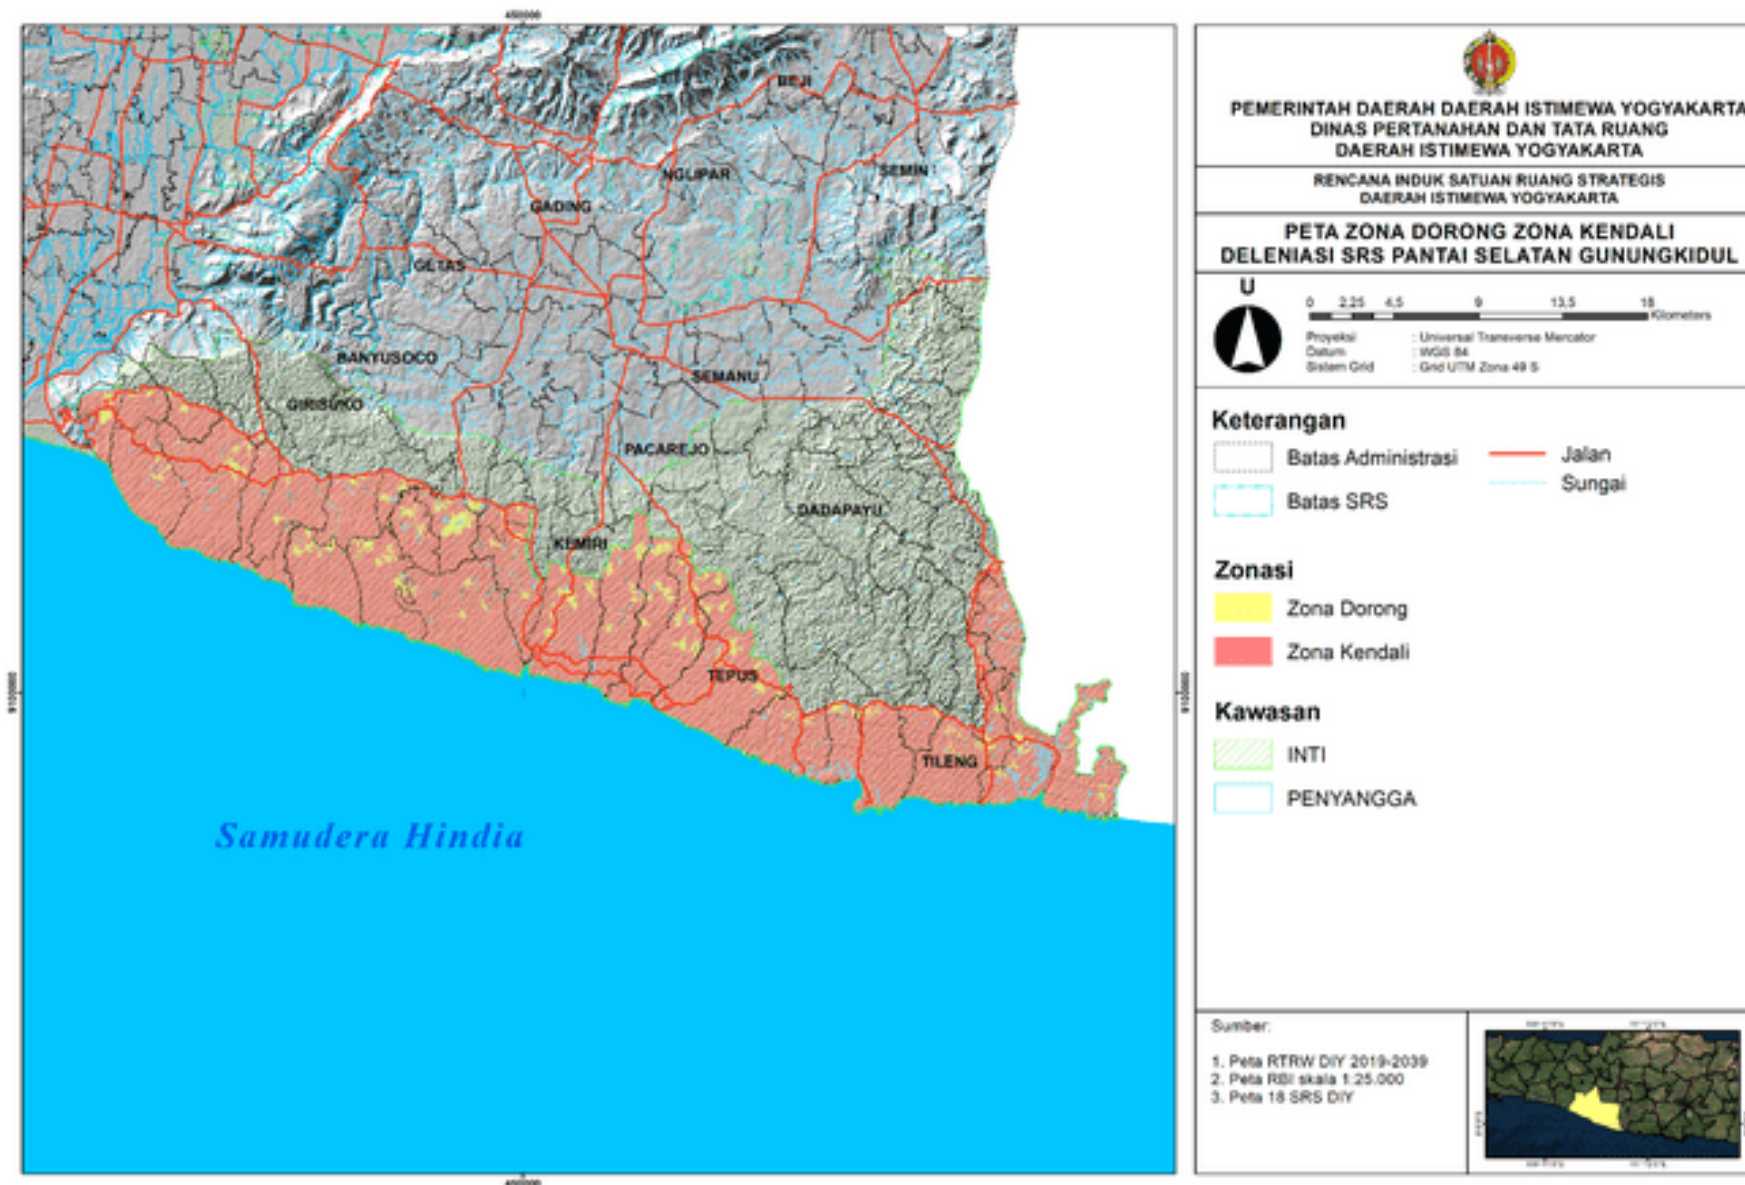 450000
BEJI
NGLIPAR
SEMIN
GADING
GETAS
BANYUSOCO
SEMANU
GIRISUKO
PACAREJO
DADAPAYU
KEMIRI
TEPUS
TILENG
9100000
9100000
Samudera Hindia
450000
PEMERINTAH DAERAH DAERAH ISTIMEWA YOGYAKARTA
DINAS PERTANAHAN DAN TATA RUANG
DAERAH ISTIMEWA YOGYAKARTA
RENCANA INDUK SATUAN RUANG STRATEGIS
DAERAH ISTIMEWA YOGYAKARTA
PETA ZONA DORONG ZONA KENDALI
DELENIASI SRS PANTAI SELATAN GUNUNGKIDUL
U
0 2,25 4,5 9 13,5 18
Kilometers
Proyeksi : Universal Transverse Mercator
Datum : WGS 84
Sistem Grid : Grid UTM Zona 49 S
Keterangan
Batas Administrasi
Jalan
Batas SRS
Sungai
Zonasi
Zona Dorong
Zona Kendali
Kawasan
INTI
PENYANGGA
Sumber:
1. Peta RTRW DIY 2019-2039
2. Peta RBI skala 1:25.000
3. Peta 18 SRS DIY